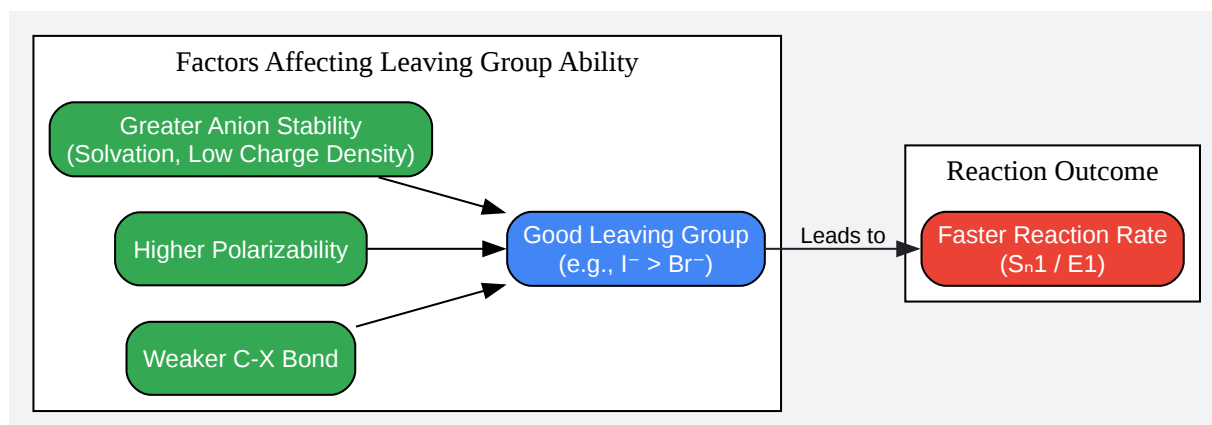 Factors Affecting Leaving Group Ability
Greater Anion Stability
(Solvation, Low Charge Density)
Higher Polarizability
Weaker C-X Bond
Good Leaving Group
(e.g., I⁻ > Br⁻)
Leads to
Reaction Outcome
Faster Reaction Rate
(Sₙ1 / E1)